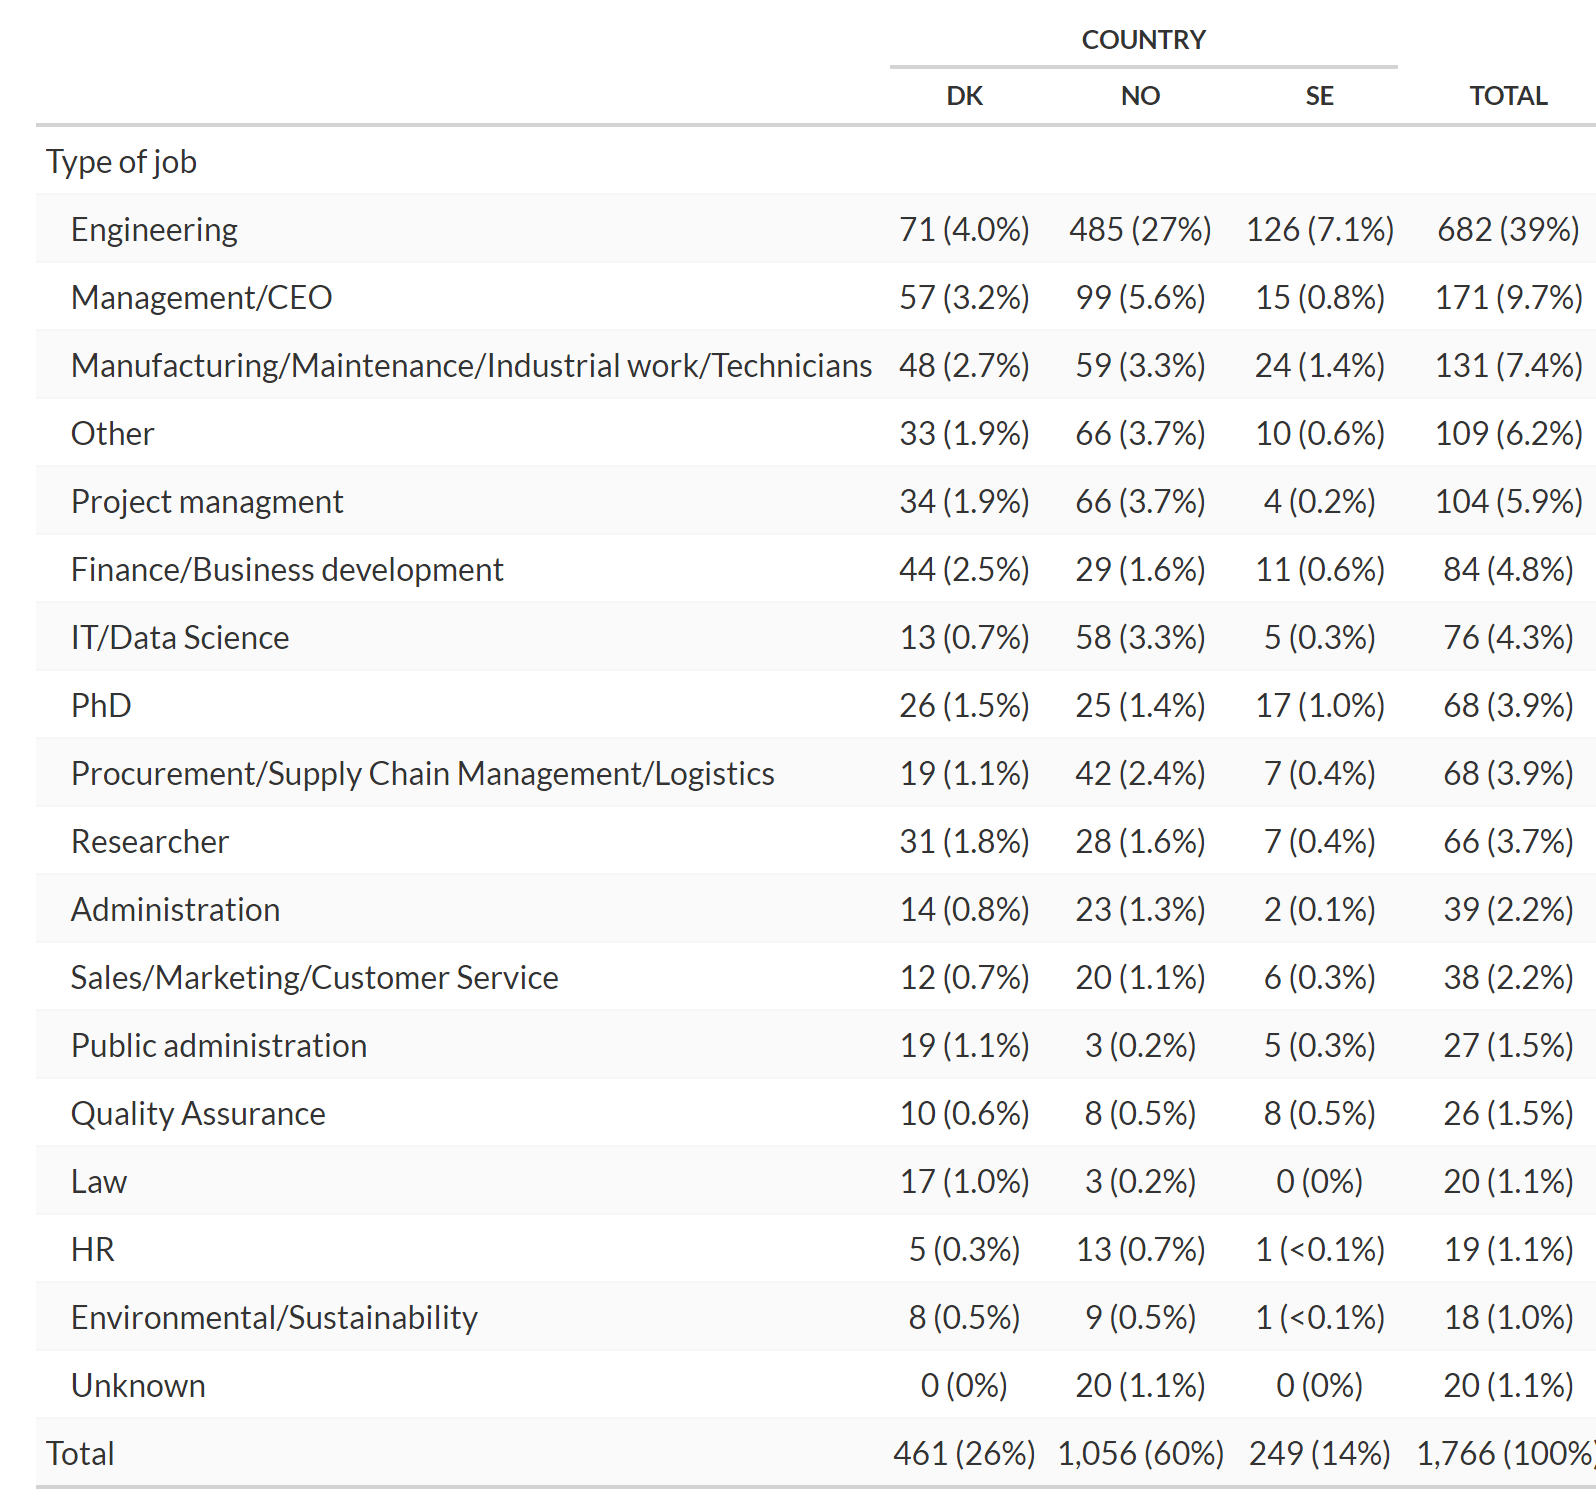 COUNTRY
DK NO SE TOTAL
Type of job
Engineering 71 (4.0%) 485 (27%) 126 (7.1%) 682 (39%)
Management/CEO 57 (3.2%) 99 (5.6%) 15 (0.8%) 171 (9.7%)
Manufacturing/Maintenance/Industrial work/Technicians 48 (2.7%) 59 (3.3%) 24 (1.4%) 131 (7.4%)
Other 33 (1.9%) 66 (3.7%) 10 (0.6%) 109 (6.2%)
Project managment 34 (1.9%) 66 (3.7%) 4 (0.2%) 104 (5.9%)
Finance/Business development 44 (2.5%) 29 (1.6%) 11 (0.6%) 84 (4.8%)
IT/Data Science 13 (0.7%) 58 (3.3%) 5 (0.3%) 76 (4.3%)
PhD 26 (1.5%) 25 (1.4%) 17 (1.0%) 68 (3.9%)
Procurement/Supply Chain Management/Logistics 19 (1.1%) 42 (2.4%) 7 (0.4%) 68 (3.9%)
Researcher 31 (1.8%) 28 (1.6%) 7 (0.4%) 66 (3.7%)
Administration 14 (0.8%) 23 (1.3%) 2 (0.1%) 39 (2.2%)
Sales/Marketing/Customer Service 12 (0.7%) 20 (1.1%) 6 (0.3%) 38 (2.2%)
Public administration 19 (1.1%) 3 (0.2%) 5 (0.3%) 27 (1.5%)
Quality Assurance 10 (0.6%) 8 (0.5%) 8 (0.5%) 26 (1.5%)
Law 17 (1.0%) 3 (0.2%) 0 (0%) 20 (1.1%)
HR 5 (0.3%) 13 (0.7%) 1 (<0.1%) 19 (1.1%)
Environmental/Sustainability 8 (0.5%) 9 (0.5%) 1 (<0.1%) 18 (1.0%)
Unknown 0 (0%) 20 (1.1%) 0 (0%) 20 (1.1%)
Total 461 (26%) 1,056 (60%) 249 (14%) 1,766 (100%)